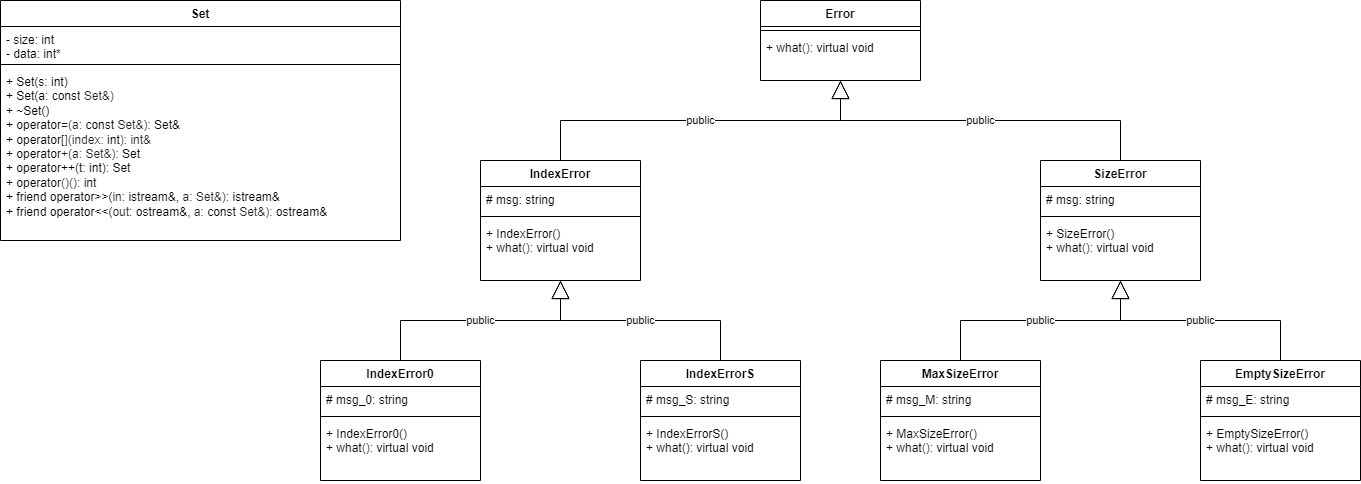 Set
- size: int
- data: int*
+ Set(s: int)
+ Set(a: const Set&)
+ ~Set()
+ operator=(a: const Set&): Set&
+ operator[](index: int): int&
+ operator+(a: Set&): Set
+ operator++(t: int): Set
+ operator()(): int
+ friend operator>>(in: istream&, a: Set&): istream&
+ friend operator<<(out: ostream&, a: const Set&): ostream&
Error
+ what(): virtual void
public
public
IndexError
# msg: string
+ IndexError()
+ what(): virtual void
SizeError
# msg: string
+ SizeError()
+ what(): virtual void
public
public
public
public
IndexError0
# msg_0: string
+ IndexError0()
+ what(): virtual void
IndexErrorS
# msg_S: string
+ IndexErrorS()
+ what(): virtual void
MaxSizeError
# msg_M: string
+ MaxSizeError()
+ what(): virtual void
EmptySizeError
# msg_E: string
+ EmptySizeError()
+ what(): virtual void